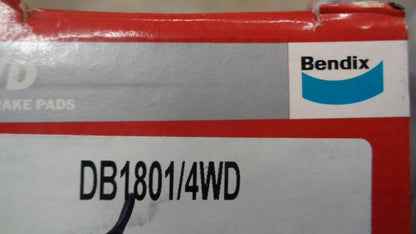 Bendix
D
AKE PADS
DB1801/4WD